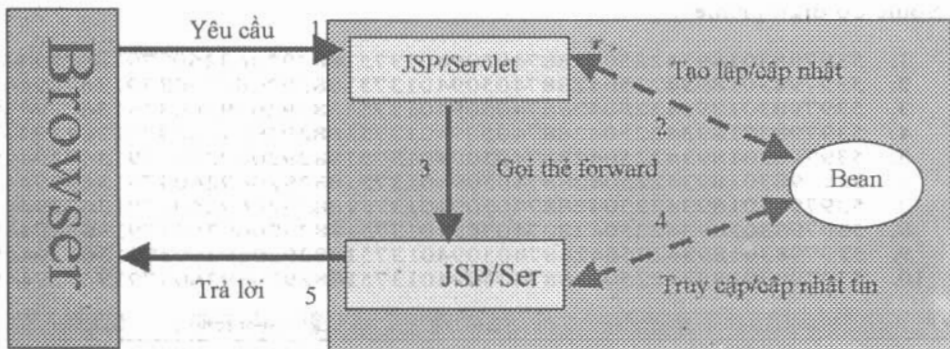 Browser
Yêu cầu 1
JSP/Servlet
Tạo lập/cập nhật
2
3 Gọi thẻ forward
Bean
4
JSP/Ser
Trả lời 5
Truy cập/cập nhật tin